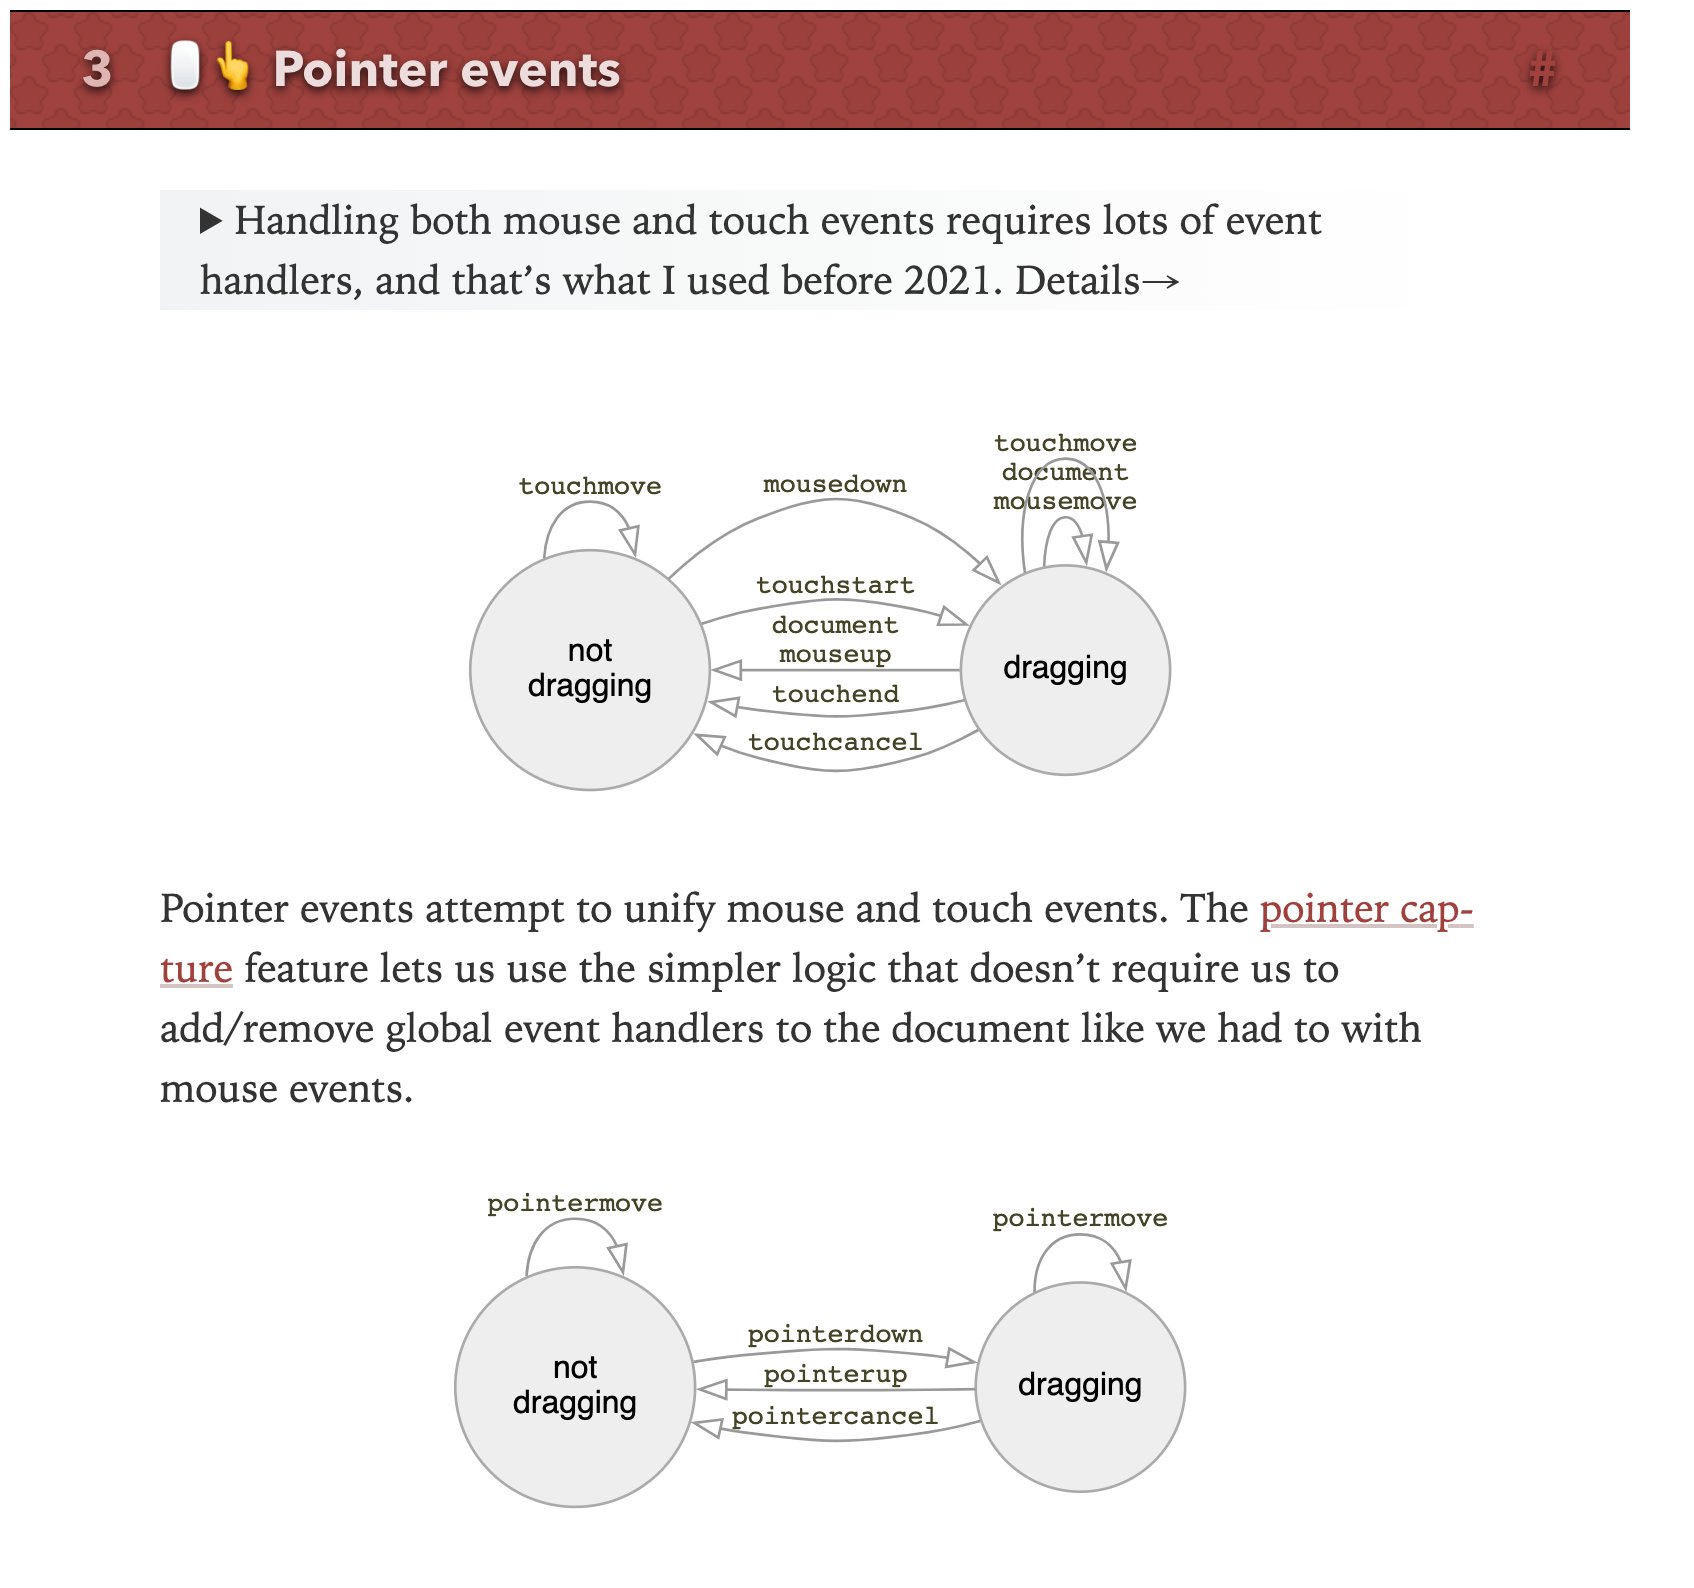 3 Pointer events #
▶ Handling both mouse and touch events requires lots of event
handlers, and that’s what I used before 2021. Details→
touchmove
mousedown
touchmove
document
mousemove
touchstart
document
mouseup
touchend
touchcancel
not
dragging
dragging
Pointer events attempt to unify mouse and touch events. The pointer cap-
ture feature lets us use the simpler logic that doesn’t require us to
add/remove global event handlers to the document like we had to with
mouse events.
pointermove
pointermove
pointerdown
pointerup
pointercancel
not
dragging
dragging